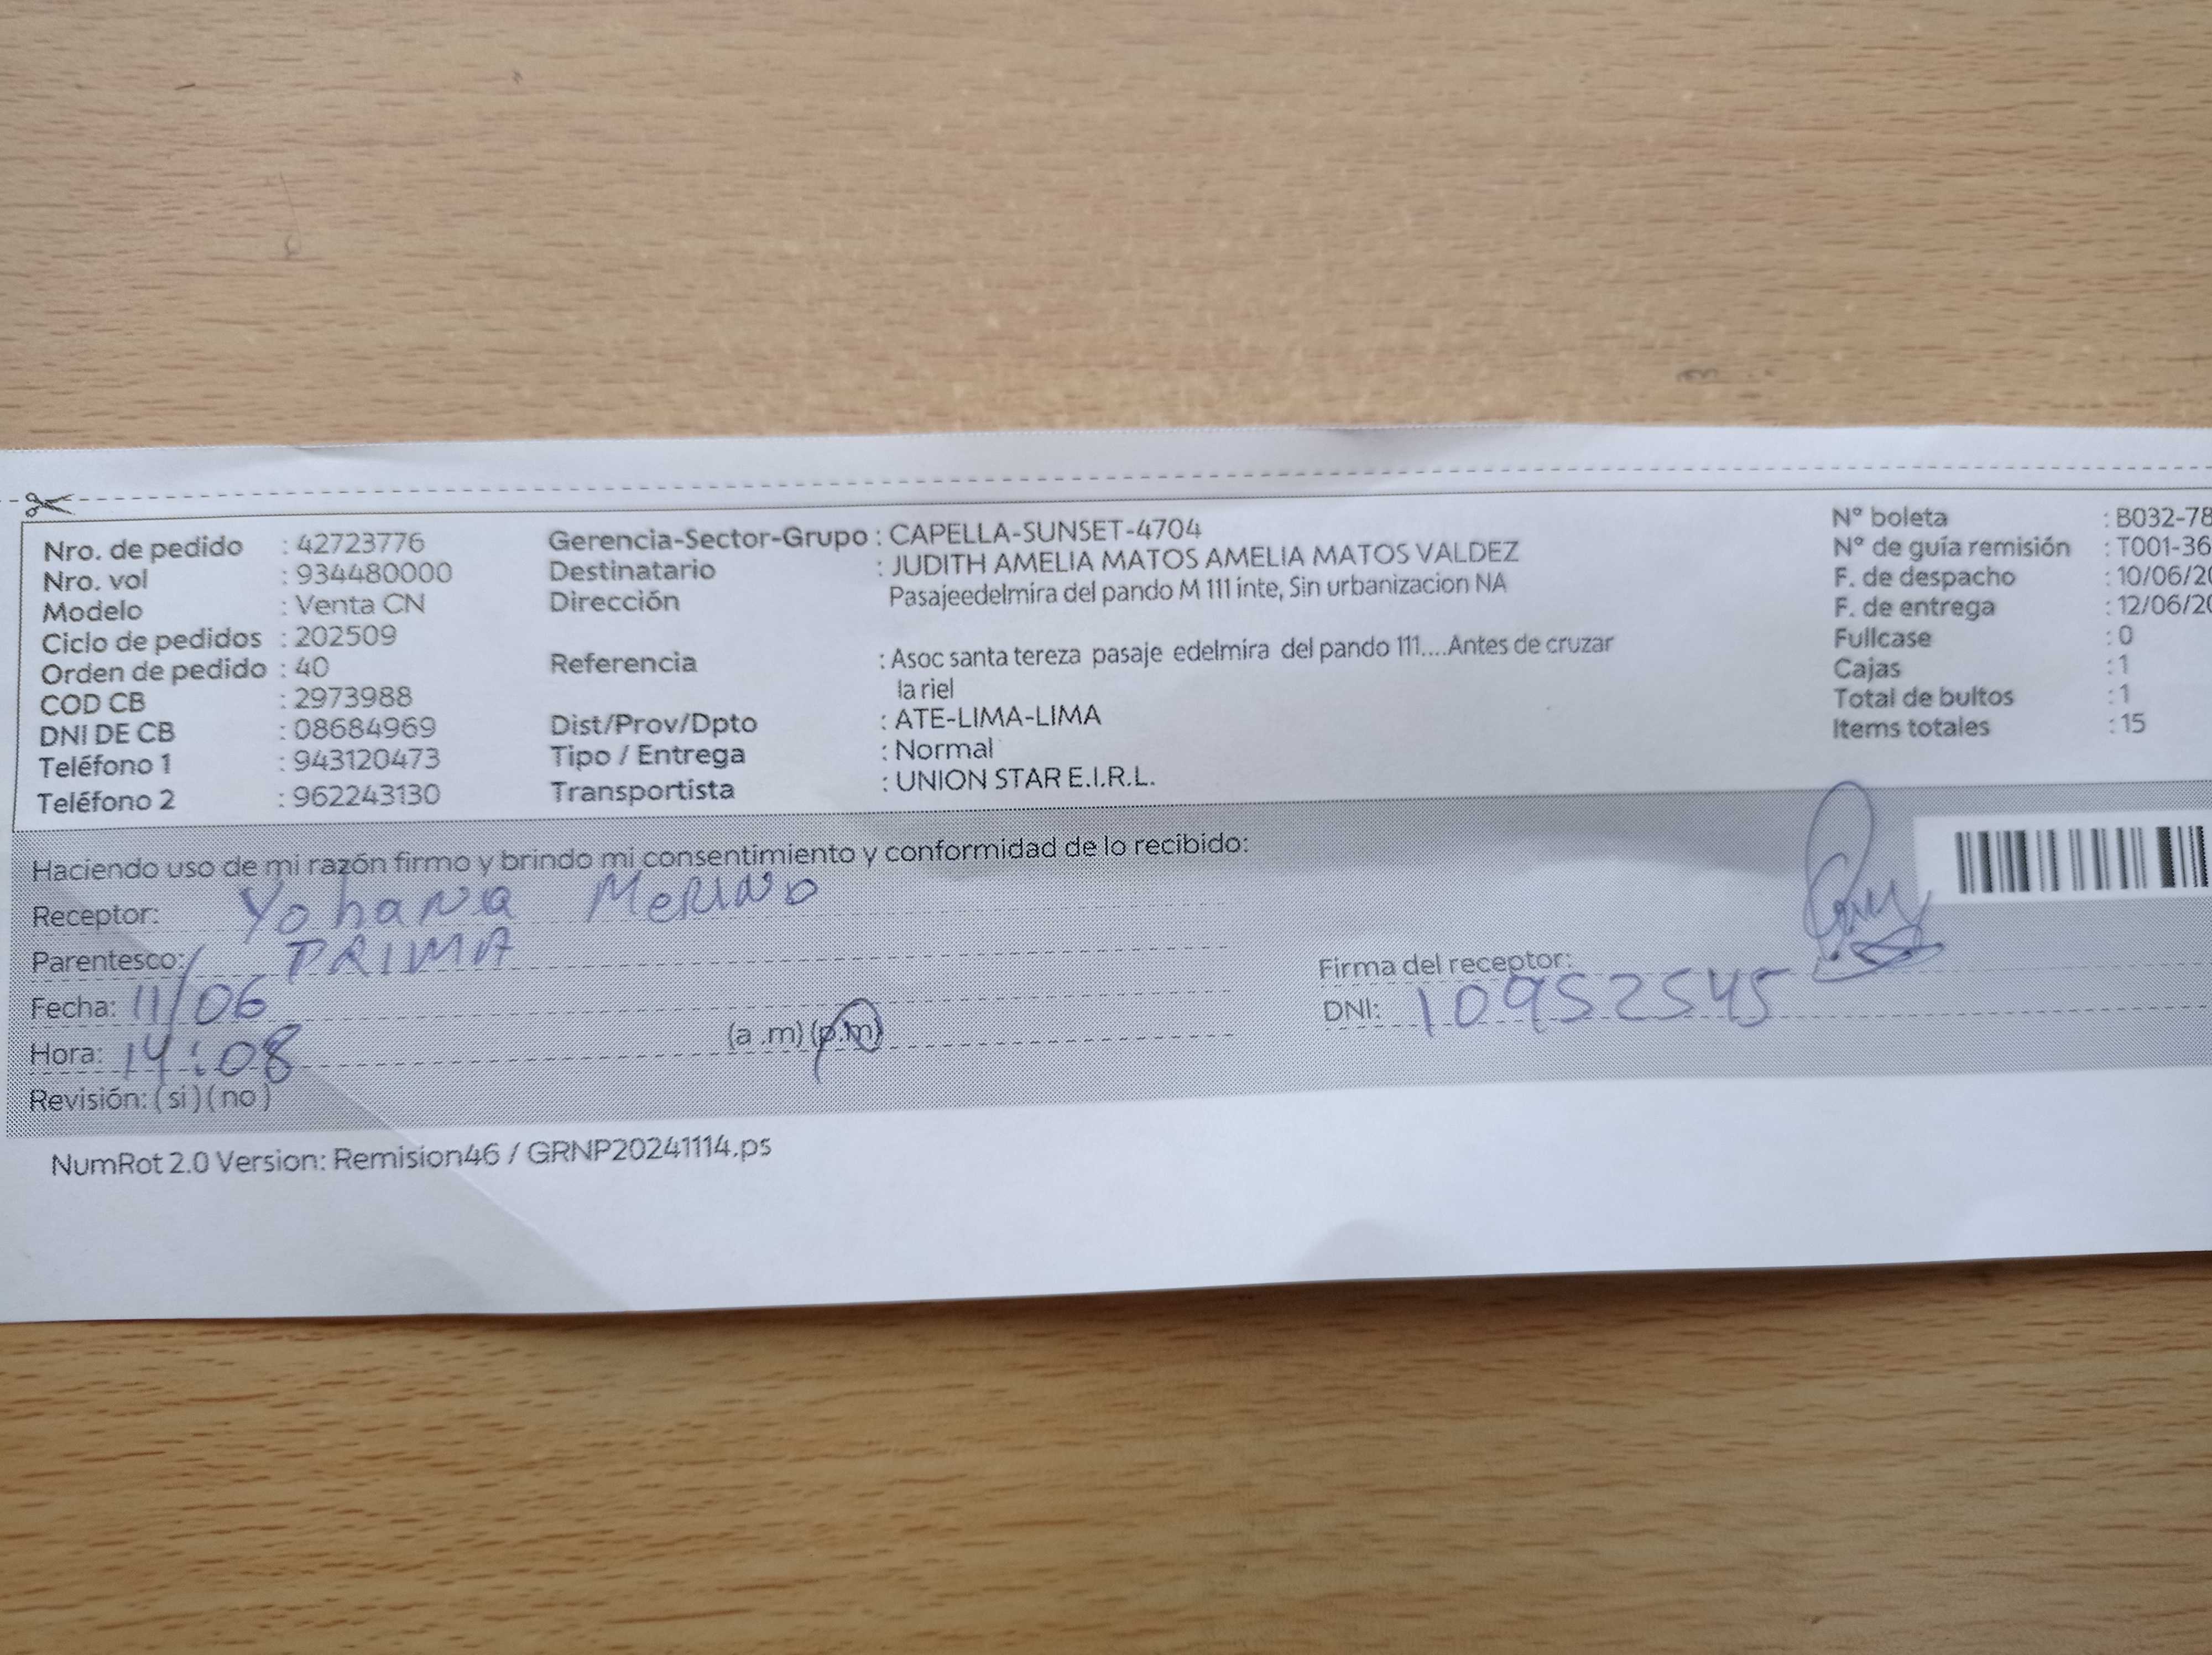 Nro. de pedido : 42723776
Nro. vol : 934480000
Modelo : Venta CN
Ciclo de pedidos : 202509
Orden de pedido : 40
COD CB : 2973988
DNI DE CB : 08684969
Teléfono 1 : 943120473
Teléfono 2 : 962243130
Gerencia-Sector-Grupo : CAPELLA-SUNSET-4704
Destinatario : JUDITH AMELIA MATOS AMELIA MATOS VALDEZ
Dirección Pasajeedelmira del pando M 111 inte, Sin urbanizacion NA
Referencia : Asoc santa tereza pasaje edelmira del pando 111....Antes de cruzar
la riel
Dist/Prov/Dpto : ATE-LIMA-LIMA
Tipo / Entrega : Normal
Transportista : UNION STAR E.I.R.L.
N° boleta : B032-78
N° de guía remisión : T001-36
F. de despacho : 10/06/20
F. de entrega : 12/06/20
Fullcase : 0
Cajas : 1
Total de bultos : 1
Items totales : 15
Haciendo uso de mi razón firmo y brindo mi consentimiento y conformidad de lo recibido:
Receptor: Yohana Merino
Parentesco: PRIMA
Fecha: 11/06
Hora: 14:08 (a .m) (p.m)
Revisión: (si) (no)
Firma del receptor:
DNI: 10952545
NumRot 2.0 Version: Remision46 / GRNP20241114.ps